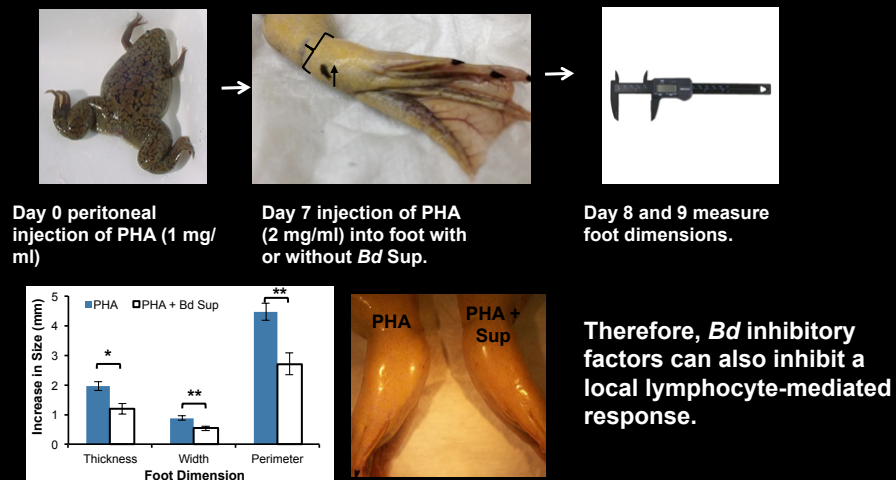 Day 0 peritoneal
injection of PHA (1 mg/
ml)
Day 7 injection of PHA
(2 mg/ml) into foot with
or without Bd Sup.
Day 8 and 9 measure
foot dimensions.
Increase in Size (mm)
5
4
3
2
1
0
PHA
PHA + Bd Sup
*
**
**
Thickness
Width
Perimeter
Foot Dimension
PHA
PHA +
Sup
Therefore, Bd inhibitory
factors can also inhibit a
local lymphocyte-mediated
response.